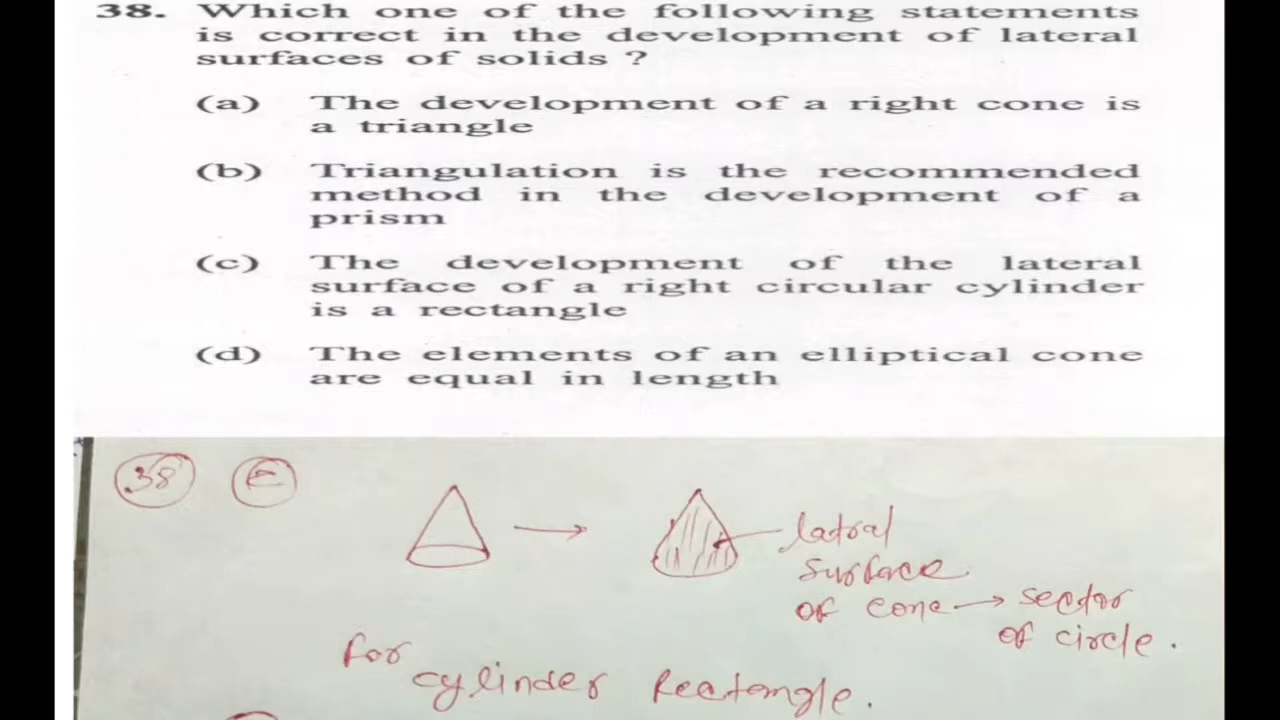 38. Which one of the following statements
is correct in the development of lateral
surfaces of solids ?
(a) The development of a right cone is
a triangle
(b) Triangulation is the recommended
method in the development of a
prism
(c) The development of the lateral
surface of a right circular cylinder
is a rectangle
(d) The elements of an elliptical cone
are equal in length
38
latral
surface
of cone → sector
of circle.
for
cylinder Rectangle.